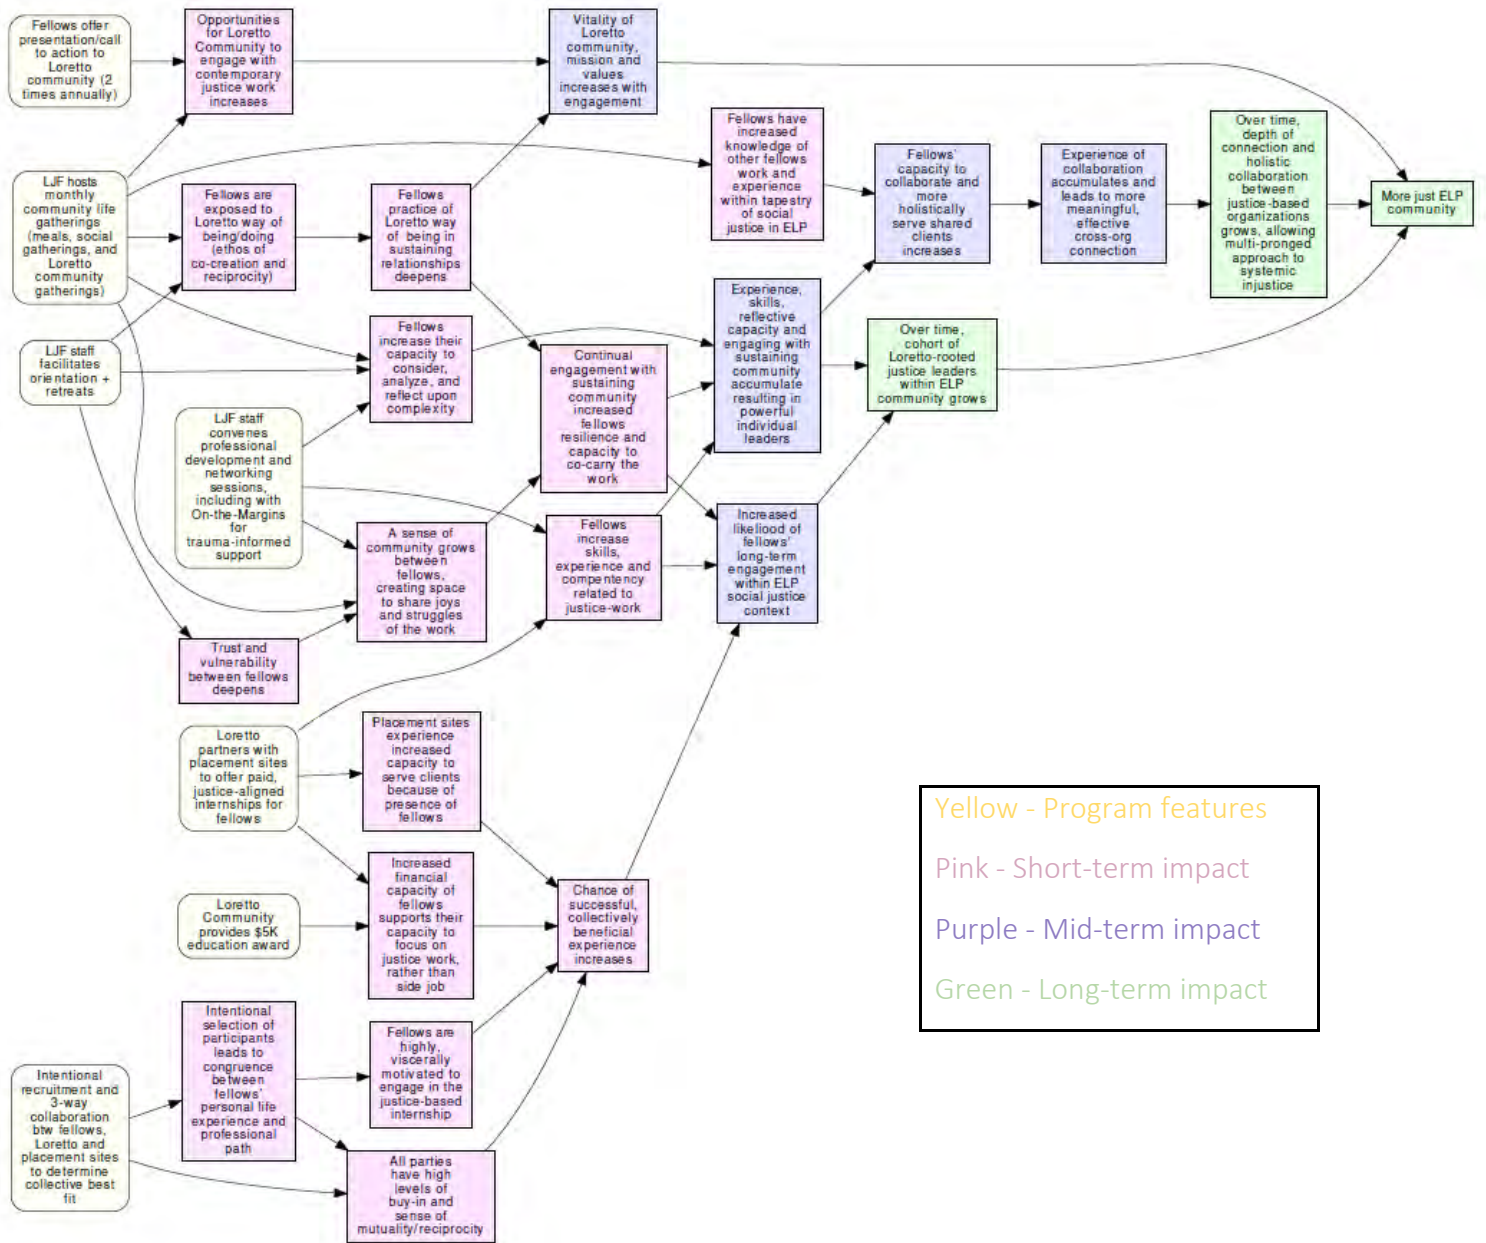 Fellows offer
presentation/call
to action to
Loretto
community (2
times annually)
Opportunities
for Loretto
Community to
engage with
contemporary
justice work
increases
Vitality of
Loretto
community,
mission and
values
increases with
engagement
Fellows have
increased
knowledge of
other fellows
work and
experience
within tapestry
of social
justice in ELP
Fellows'
capacity to
collaborate and
more
holistically
serve shared
clients
increases
Experience of
collaboration
accumulates and
leads to more
meaningful,
effective
cross-org
connection
Over time,
depth of
connection and
holistic
collaboration
between
justice-based
organizations
grows, allowing
multi-pronged
approach to
systemic
injustice
More just ELP
community
LJF hosts
monthly
community life
gatherings
(meals, social
gatherings, and
Loretto
community
gatherings)
Fellows are
exposed to
Loretto way of
being/doing
(ethos of
co-creation and
reciprocity)
Fellows
practice of
Loretto way
of being in
sustaining
relationships
deepens
LJF staff
facilitates
orientation +
retreats
Fellows
increase their
capacity to
consider,
analyze, and
reflect upon
complexity
Continual
engagement with
sustaining
community
increased
fellows
resilience and
capacity to
co-carry the
work
Experience,
skills,
reflective
capacity and
engaging with
sustaining
community
accumulate
resulting in
powerful
individual
leaders
Over time,
cohort of
Loretto-rooted
justice leaders
within ELP
community grows
LJF staff
convenes
professional
development and
networking
sessions,
including with
On-the-Margins
for
trauma-informed
support
A sense of
community grows
between
fellows,
creating space
to share joys
and struggles
of the work
Fellows
increase
skills,
experience and
compentency
related to
justice-work
Increased
likeliood of
fellows'
long-term
engagement
within ELP
social justice
context
Trust and
vulnerability
between fellows
deepens
Loretto
partners with
placement sites
to offer paid,
justice-aligned
internships for
fellows
Placement sites
experience
increased
capacity to
serve clients
because of
presence of
fellows
Loretto
Community
provides $5K
education award
Increased
financial
capacity of
fellows
supports their
capacity to
focus on
justice work,
rather than
side job
Chance of
successful,
collectively
beneficial
experience
increases
Intentional
recruitment and
3-way
collaboration
btw fellows,
Loretto and
placement sites
to determine
collective best
fit
Intentional
selection of
participants
leads to
congruence
between
fellows'
personal life
experience and
professional
path
Fellows are
highly,
viscerally
motivated to
engage in the
justice-based
internship
All parties
have high
levels of
buy-in and
sense of
mutuality/reciprocity
Yellow - Program features
Pink - Short-term impact
Purple - Mid-term impact
Green - Long-term impact